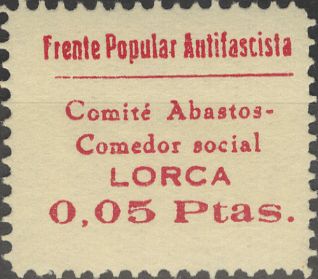 Frente Popular Antifascista
Comité Abastos-
Comedor social
LORCA
0,05 Ptas.